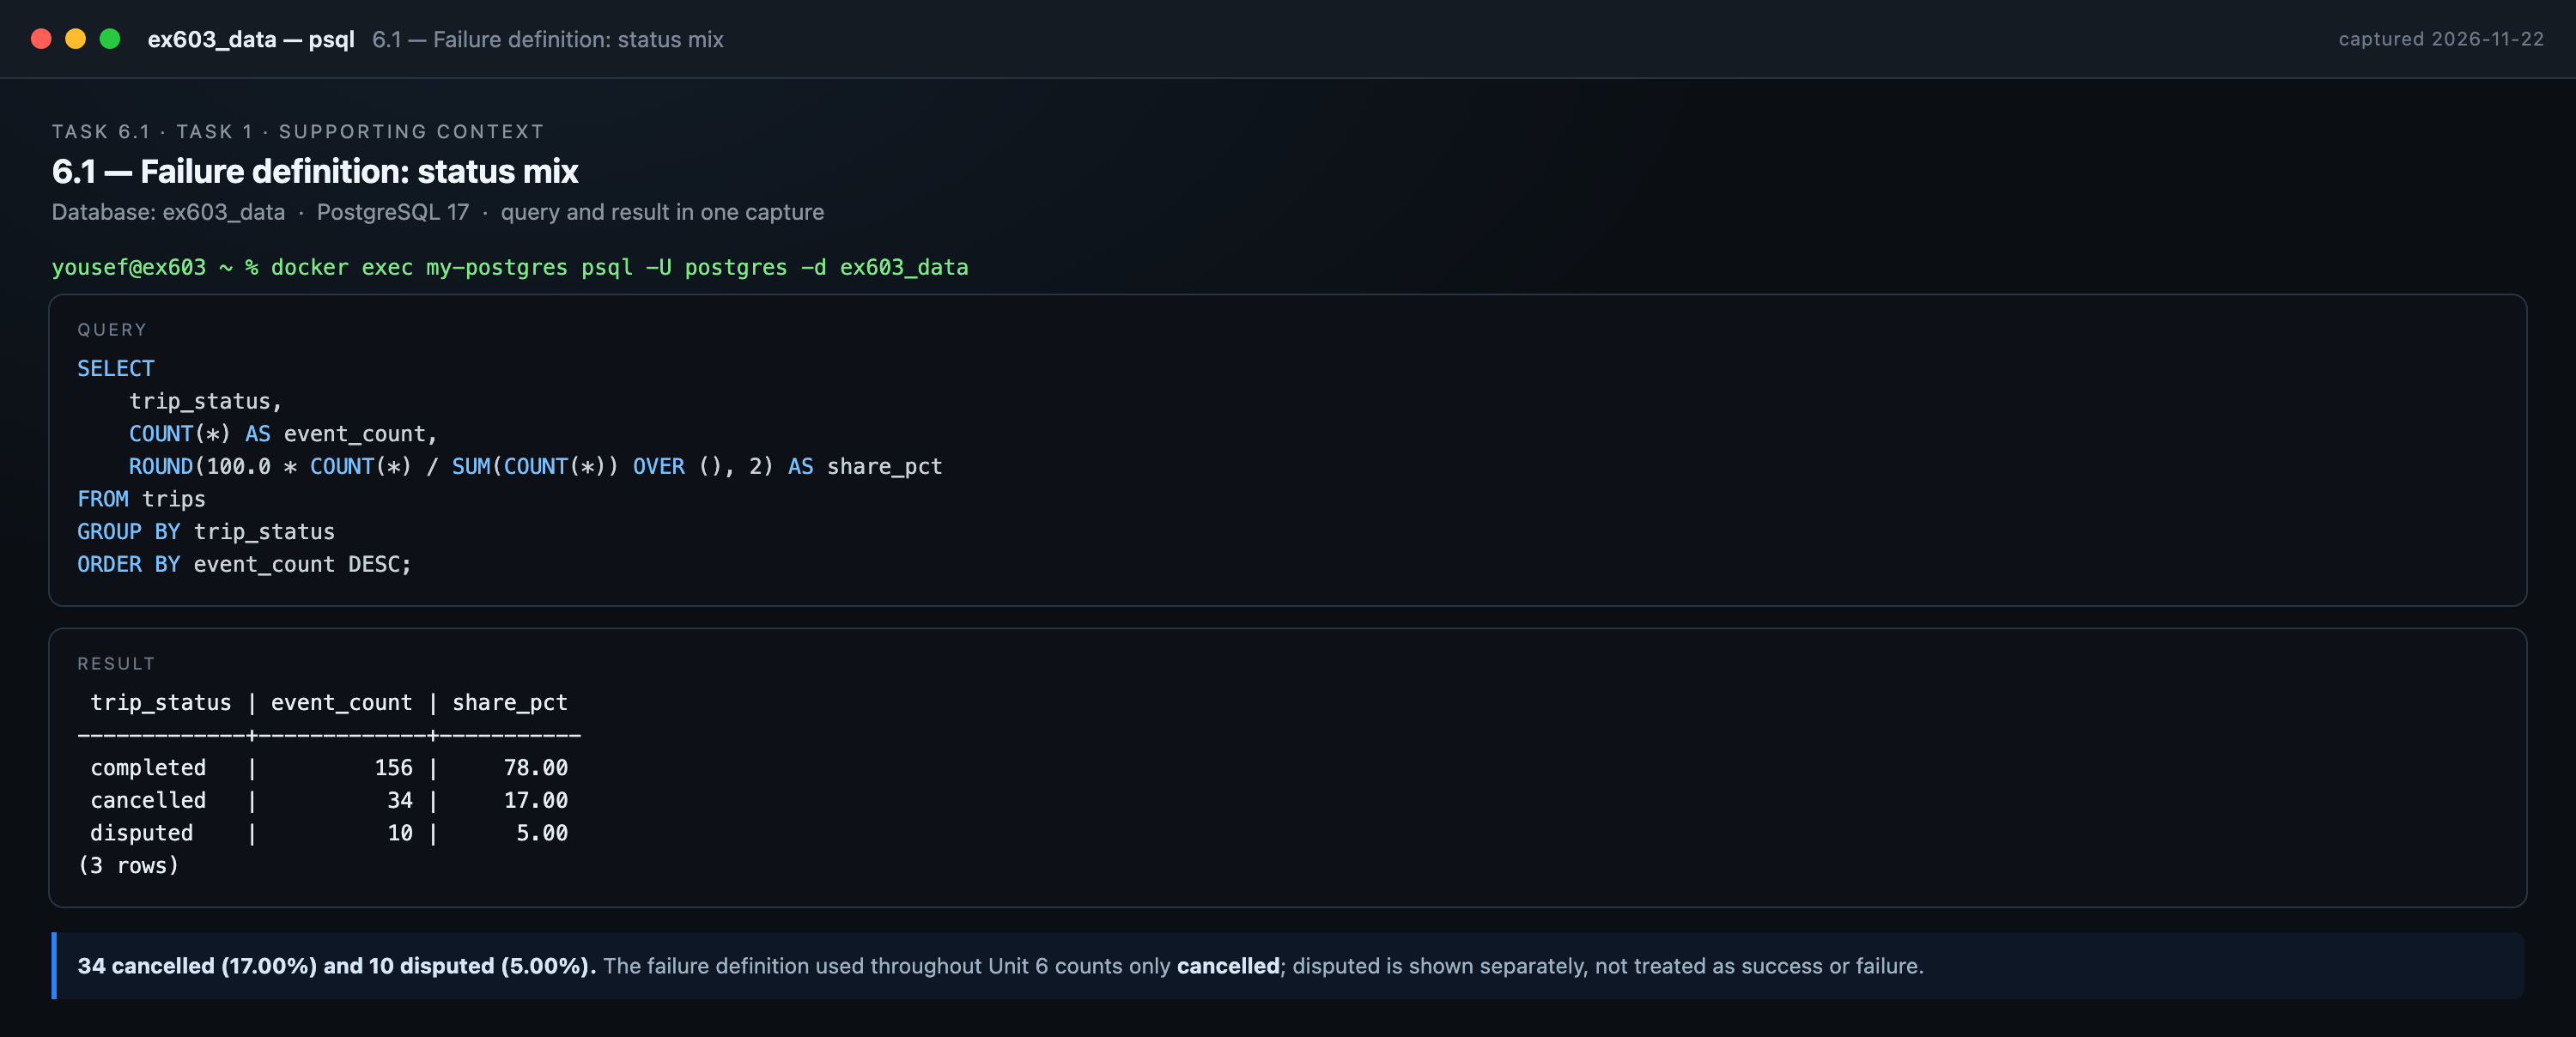 ex603_data — psql 6.1 — Failure definition: status mix captured 2026-11-22
TASK 6.1 · TASK 1 · SUPPORTING CONTEXT
6.1 — Failure definition: status mix
Database: ex603_data · PostgreSQL 17 · query and result in one capture
yousef@ex603 ~ % docker exec my-postgres psql -U postgres -d ex603_data
QUERY
SELECT
    trip_status,
    COUNT(*) AS event_count,
    ROUND(100.0 * COUNT(*) / SUM(COUNT(*)) OVER (), 2) AS share_pct
FROM trips
GROUP BY trip_status
ORDER BY event_count DESC;
RESULT
 trip_status | event_count | share_pct
-------------+-------------+-----------
 completed   |         156 |     78.00
 cancelled   |          34 |     17.00
 disputed    |          10 |      5.00
(3 rows)
34 cancelled (17.00%) and 10 disputed (5.00%). The failure definition used throughout Unit 6 counts only cancelled; disputed is shown separately, not treated as success or failure.